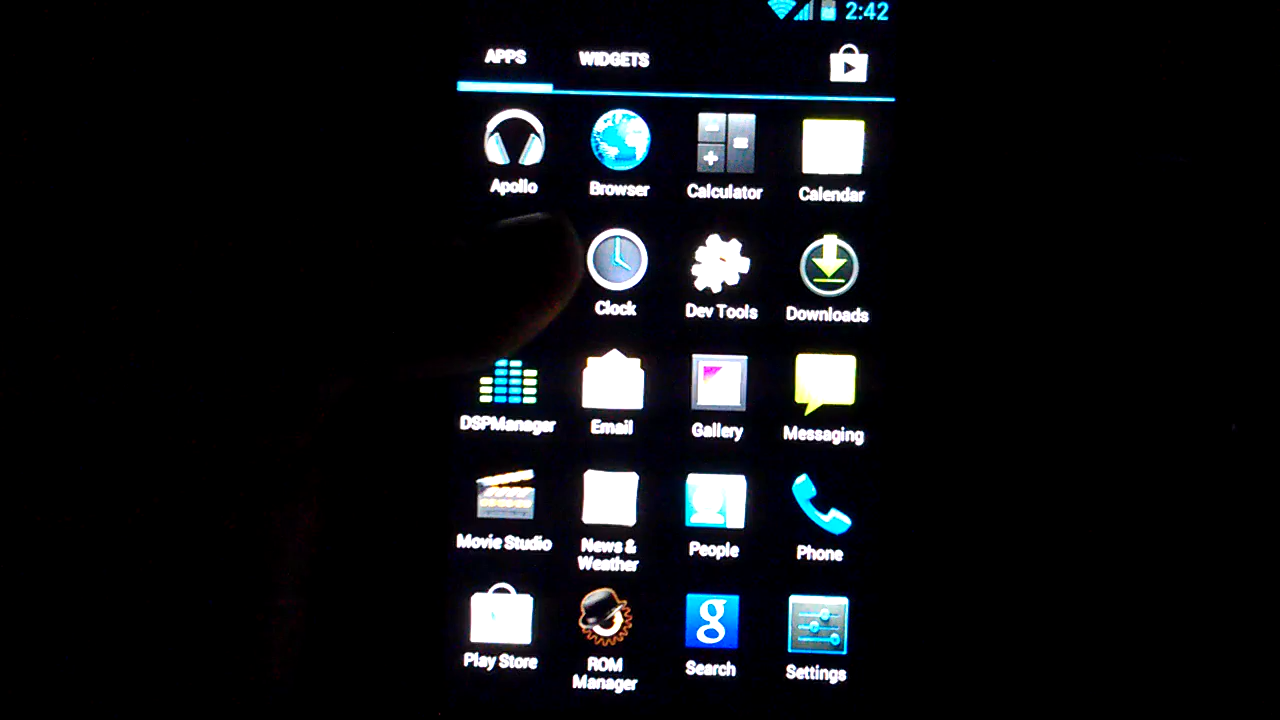 2:42
APPS WIDGETS
Apollo Browser Calculator Calendar
Clock Dev Tools Downloads
DSPManager Email Gallery Messaging
Movie Studio News & Weather People Phone
Play Store ROM Manager g Search Settings